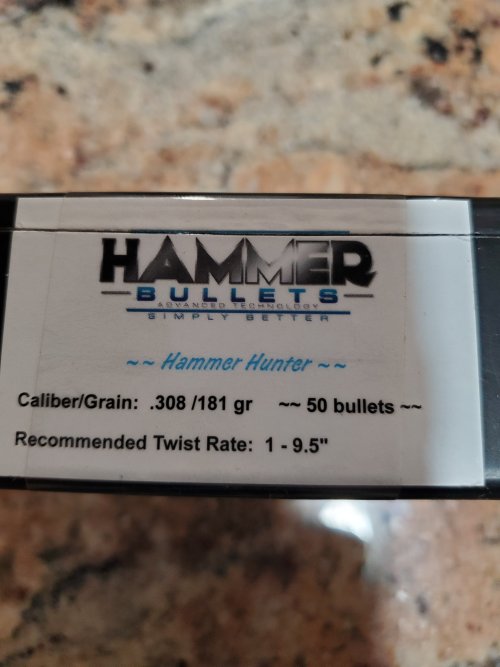 HAMMER
BULLETS
ADVANCED TECHNOLOGY
SIMPLY BETTER
~~ Hammer Hunter ~~
Caliber/Grain: .308 /181 gr ~~ 50 bullets ~~
Recommended Twist Rate: 1 - 9.5"